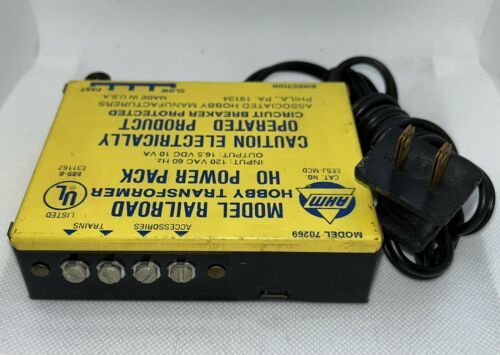 MODEL 70269
ACCESSORIES
TRAINS
AHM
CAT. NO.
EESJ-MCD
MODEL RAILROAD
HOBBY TRANSFORMER
HO POWER PACK
LISTED
UL
E31167
889-B
INPUT: 120 VAC 60 HZ
OUTPUT: 16.5 VDC 10 VA
CAUTION ELECTRICALLY
OPERATED PRODUCT
CIRCUIT BREAKER PROTECTED
ASSOCIATED HOBBY MANUFACTURERS
PHILA., PA. 19134 MADE IN U.S.A.
DIRECTION
SLOW
FAST